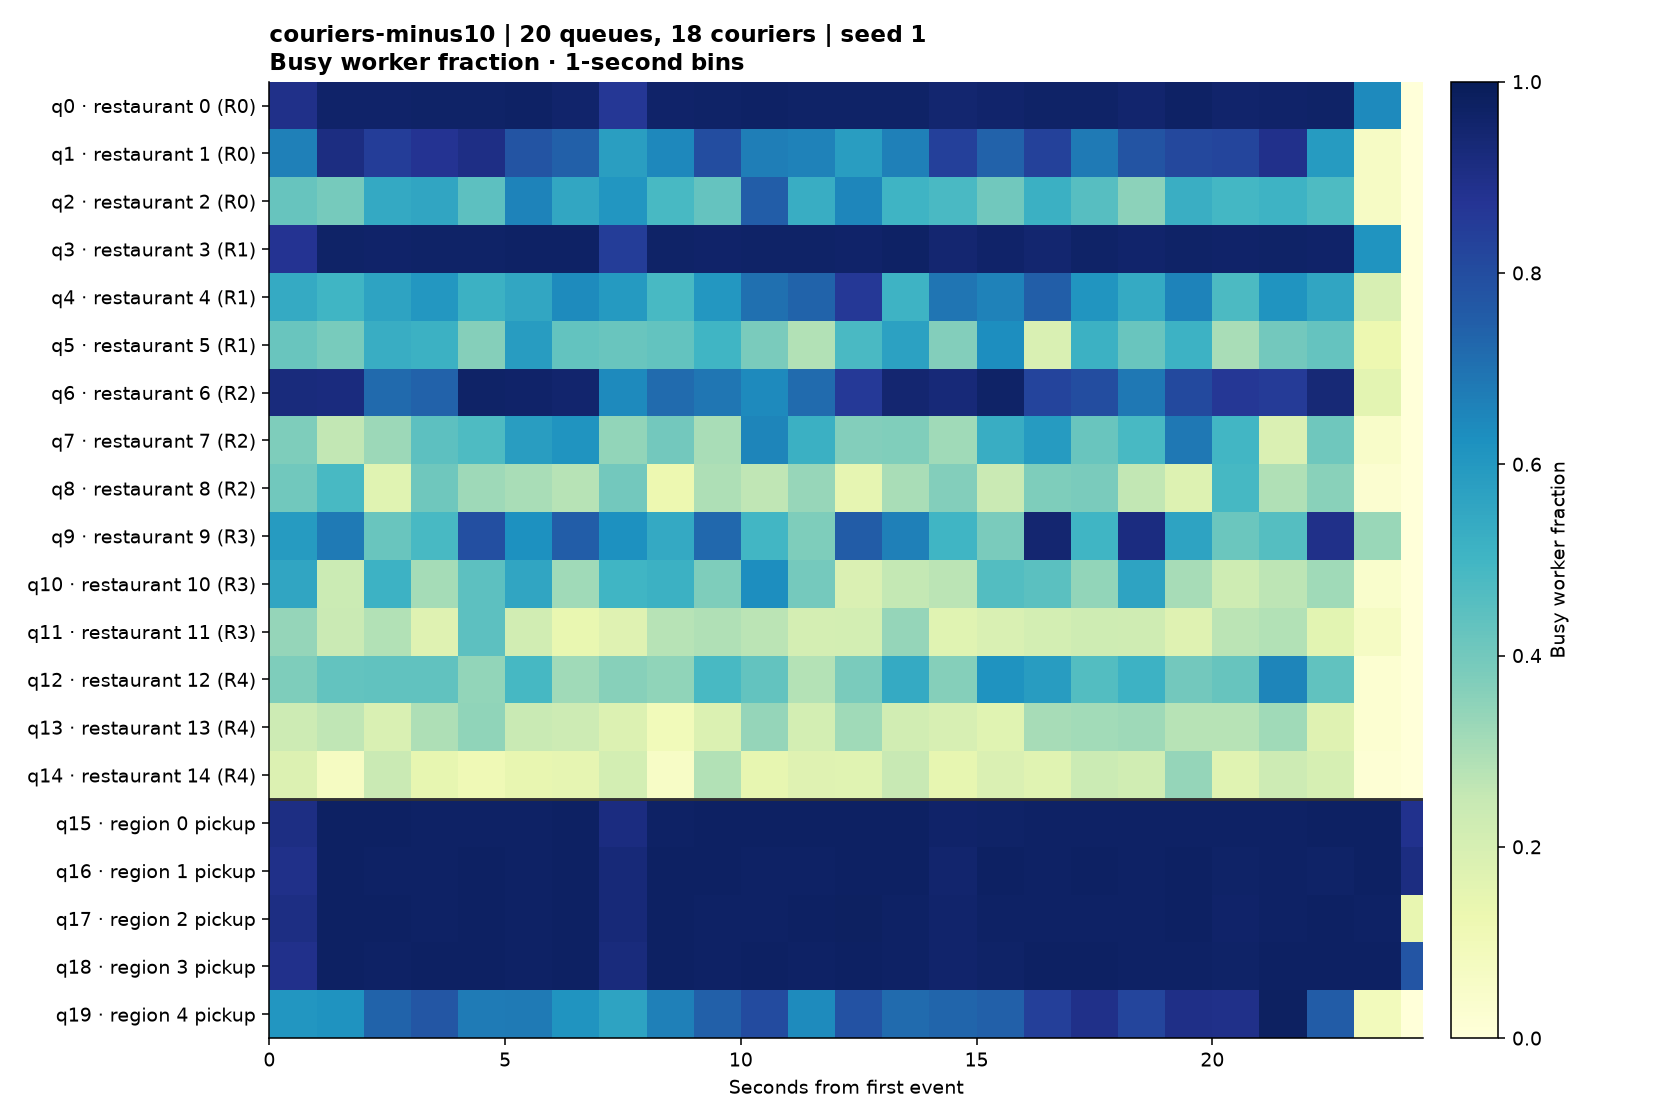 couriers-minus10 | 20 queues, 18 couriers | seed 1
Busy worker fraction · 1-second bins
q0 · restaurant 0 (R0)
q1 · restaurant 1 (R0)
q2 · restaurant 2 (R0)
q3 · restaurant 3 (R1)
q4 · restaurant 4 (R1)
q5 · restaurant 5 (R1)
q6 · restaurant 6 (R2)
q7 · restaurant 7 (R2)
q8 · restaurant 8 (R2)
q9 · restaurant 9 (R3)
q10 · restaurant 10 (R3)
q11 · restaurant 11 (R3)
q12 · restaurant 12 (R4)
q13 · restaurant 13 (R4)
q14 · restaurant 14 (R4)
q15 · region 0 pickup
q16 · region 1 pickup
q17 · region 2 pickup
q18 · region 3 pickup
q19 · region 4 pickup
0 5 10 15 20
Seconds from first event
1.0
0.8
0.6
0.4
0.2
0.0
Busy worker fraction